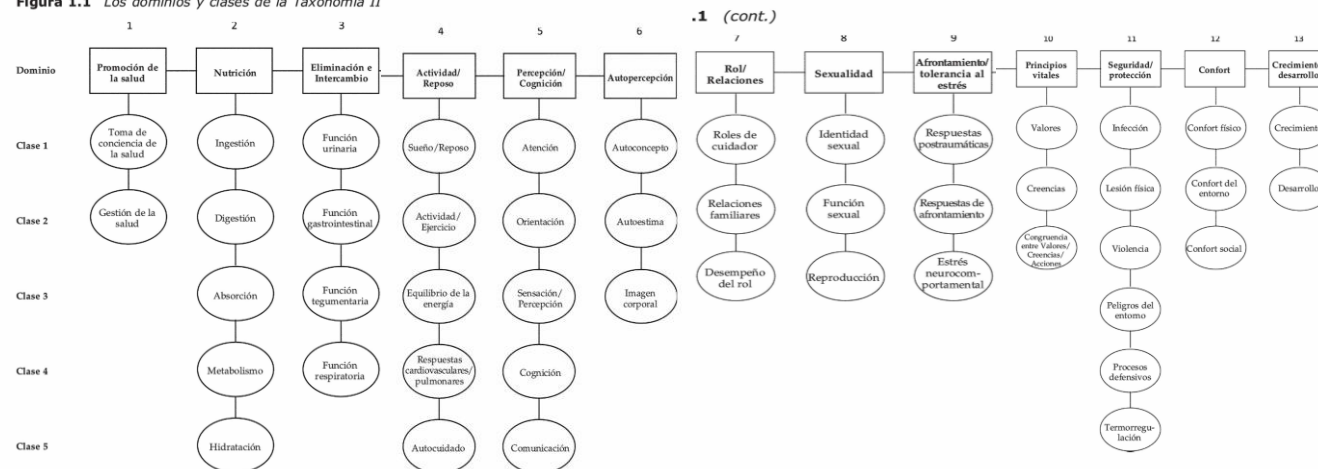 Figura 1.1 Los dominios y clases de la Taxonomía II
.1 (cont.)
1
2
3
4
5
6
7
8
9
10
11
12
13
Dominio
Promoción de
la salud
Nutrición
Eliminación e
Intercambio
Actividad/
Reposo
Percepción/
Cognición
Autopercepción
Rol/
Relaciones
Sexualidad
Afrontamiento/
tolerancia al
estrés
Principios
vitales
Seguridad/
protección
Confort
Crecimiento
desarrollo
Clase 1
Toma de
conciencia de
la salud
Ingestión
Función
urinaria
Sueño/Reposo
Atención
Autoconcepto
Roles de
cuidador
Identidad
sexual
Respuestas
postraumáticas
Valores
Infección
Confort físico
Crecimiento
Clase 2
Gestión de la
salud
Digestión
Función
gastrointestinal
Actividad/
Ejercicio
Orientación
Autoestima
Relaciones
familiares
Función
sexual
Respuestas de
afrontamiento
Creencias
Lesión física
Confort del
entorno
Desarrollo
Clase 3
Absorción
Función
tegumentaria
Equilibrio de la
energía
Sensación/
Percepción
Imagen
corporal
Desempeño
del rol
Reproducción
Estrés
neurocom-
portamental
Congruencia
entre Valores/
Creencias/
Acciones
Violencia
Confort social
Clase 4
Metabolismo
Función
respiratoria
Respuestas
cardiovasculares/
pulmonares
Cognición
Peligros del
entorno
Clase 5
Hidratación
Autocuidado
Comunicación
Procesos
defensivos
Termorregu-
lación